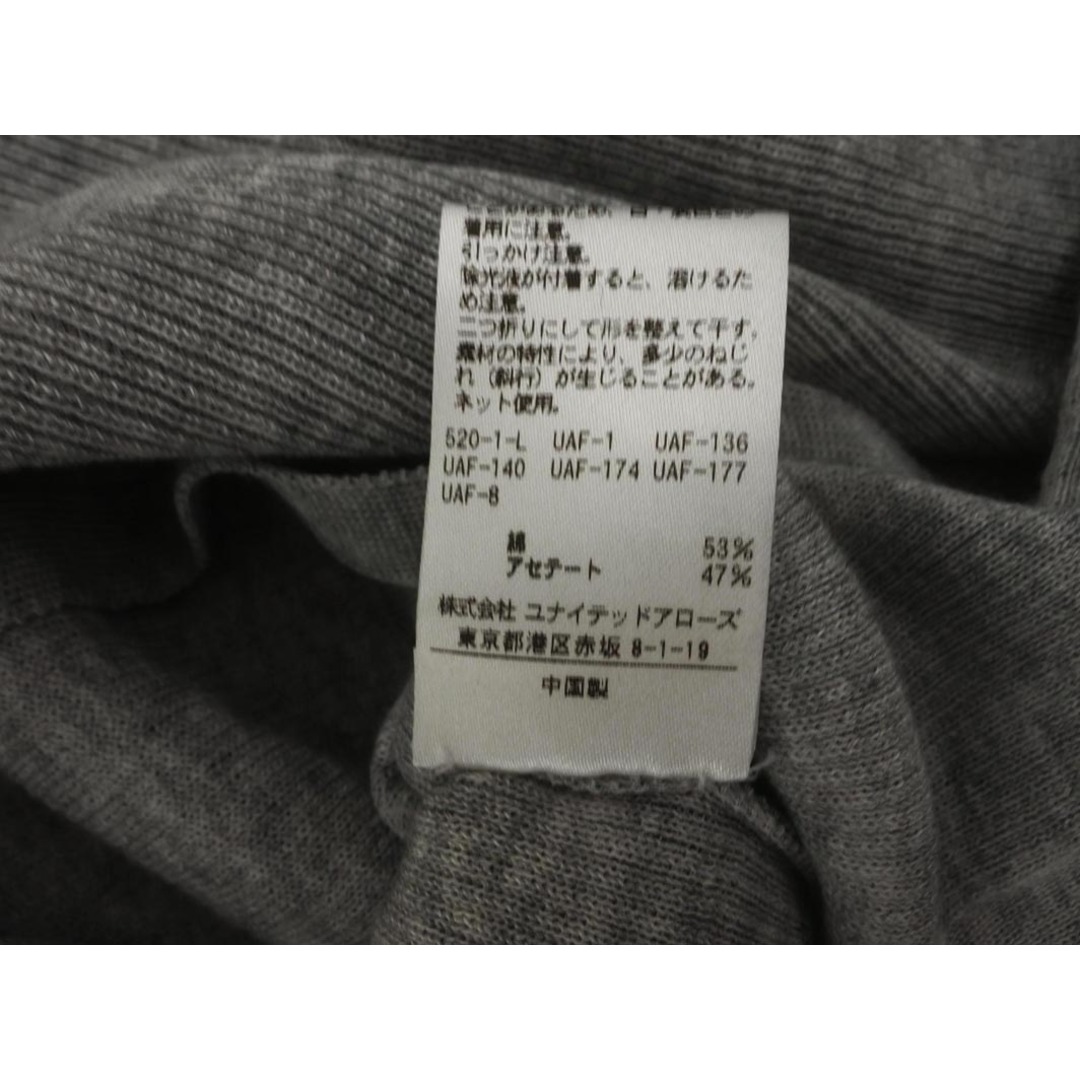 着用に注意。
引っかけ注意。
除光液が付着すると、溶けるた
め注意。
二つ折りにして形を整えて干す。
素材の特性により、多少のねじ
れ（斜行）が生じることがある。
ネット使用。
520-1-L UAF-1 UAF-136
UAF-140 UAF-174 UAF-177
UAF-8
綿 53%
アセテート 47%
株式会社 ユナイテッドアローズ
東京都港区赤坂 8-1-19
中国製